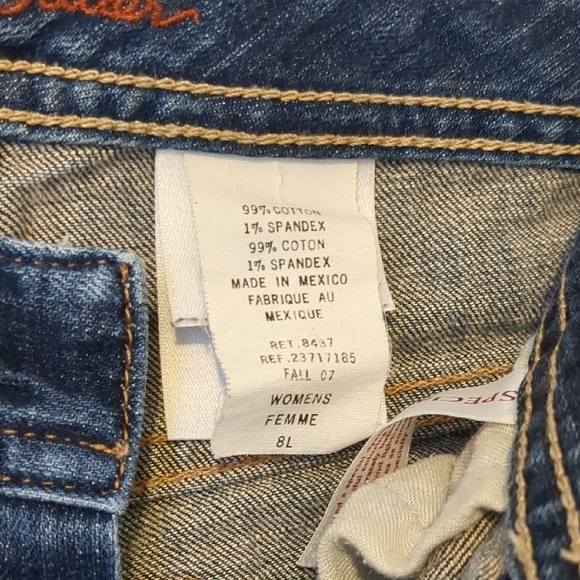 99% COTTON
1% SPANDEX
99% COTON
1% SPANDEX
MADE IN MEXICO
FABRIQUE AU
MEXIQUE
RET.8437
REF.23717185
FALL 07
WOMENS
FEMME
8L
SPECI